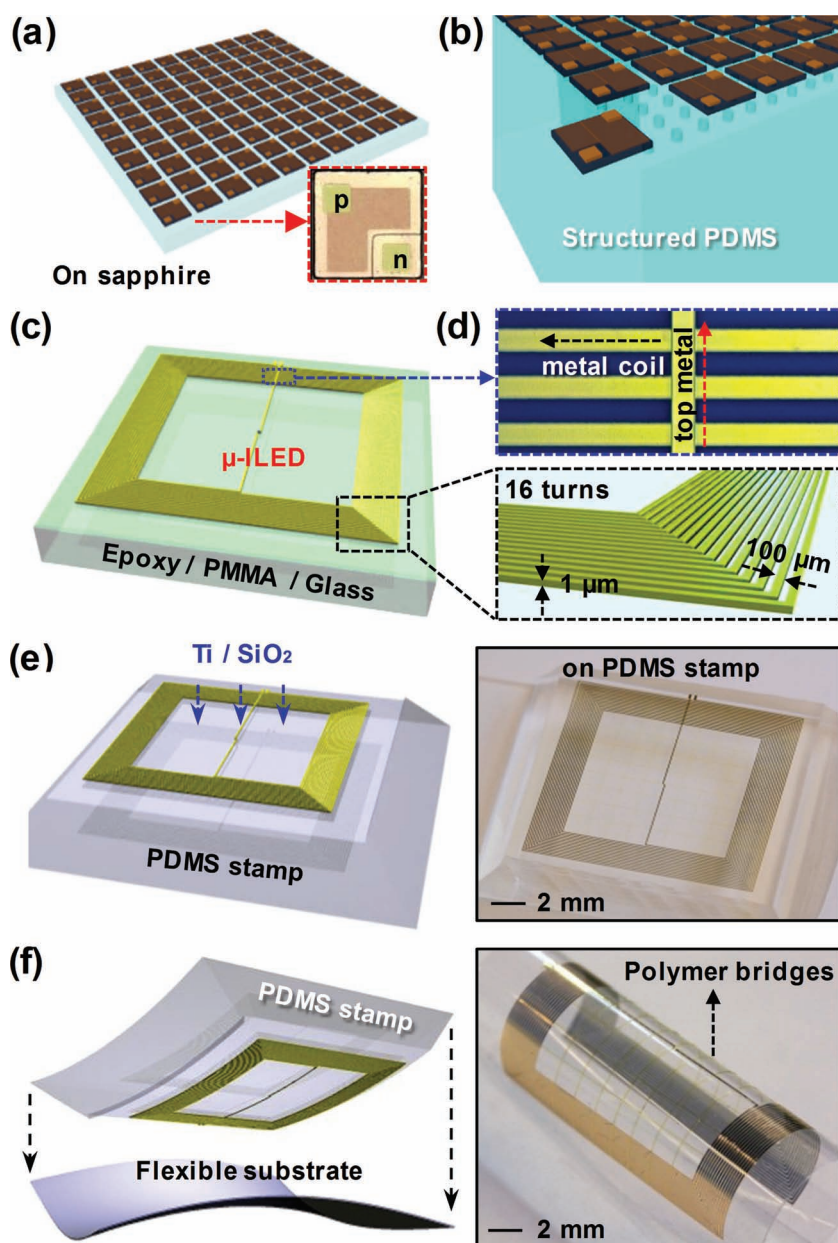 (a)
p
n
On sapphire
(b)
Structured PDMS
(c)
μ-ILED
Epoxy / PMMA / Glass
(d)
metal coil
top metal
16 turns
100 μm
1 μm
(e)
Ti / SiO₂
PDMS stamp
on PDMS stamp
2 mm
(f)
PDMS stamp
Flexible substrate
Polymer bridges
2 mm